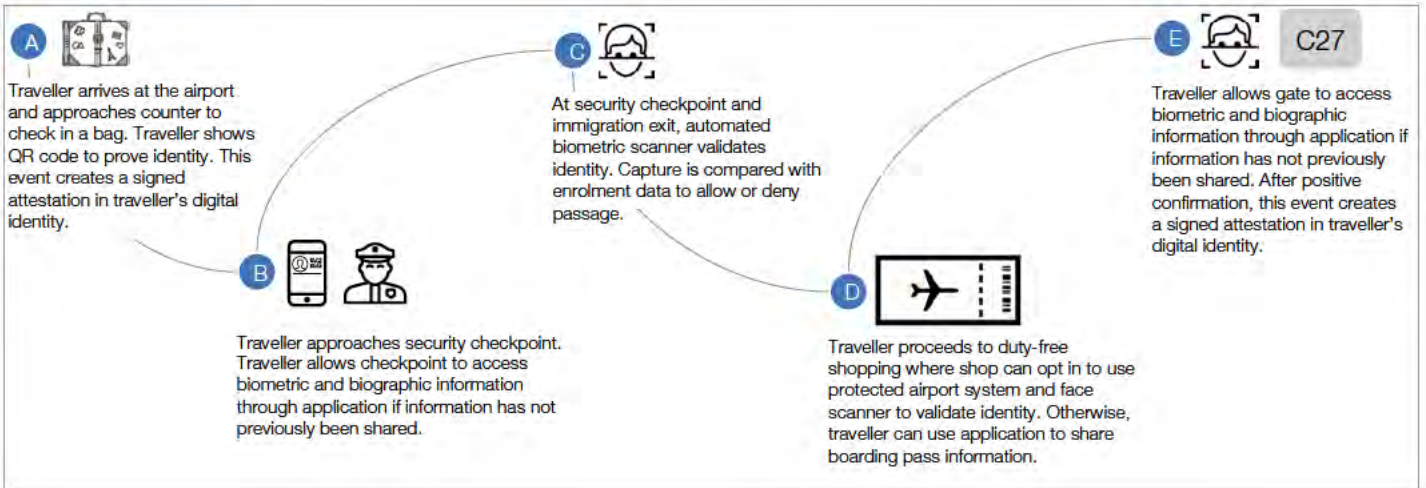 A
Traveller arrives at the airport
and approaches counter to
check in a bag. Traveller shows
QR code to prove identity. This
event creates a signed
attestation in traveller's digital
identity.
B
Traveller approaches security checkpoint.
Traveller allows checkpoint to access
biometric and biographic information
through application if information has not
previously been shared.
C
At security checkpoint and
immigration exit, automated
biometric scanner validates
identity. Capture is compared with
enrolment data to allow or deny
passage.
D
Traveller proceeds to duty-free
shopping where shop can opt in to use
protected airport system and face
scanner to validate identity. Otherwise,
traveller can use application to share
boarding pass information.
E
C27
Traveller allows gate to access
biometric and biographic
information through application if
information has not previously
been shared. After positive
confirmation, this event creates
a signed attestation in traveller's
digital identity.